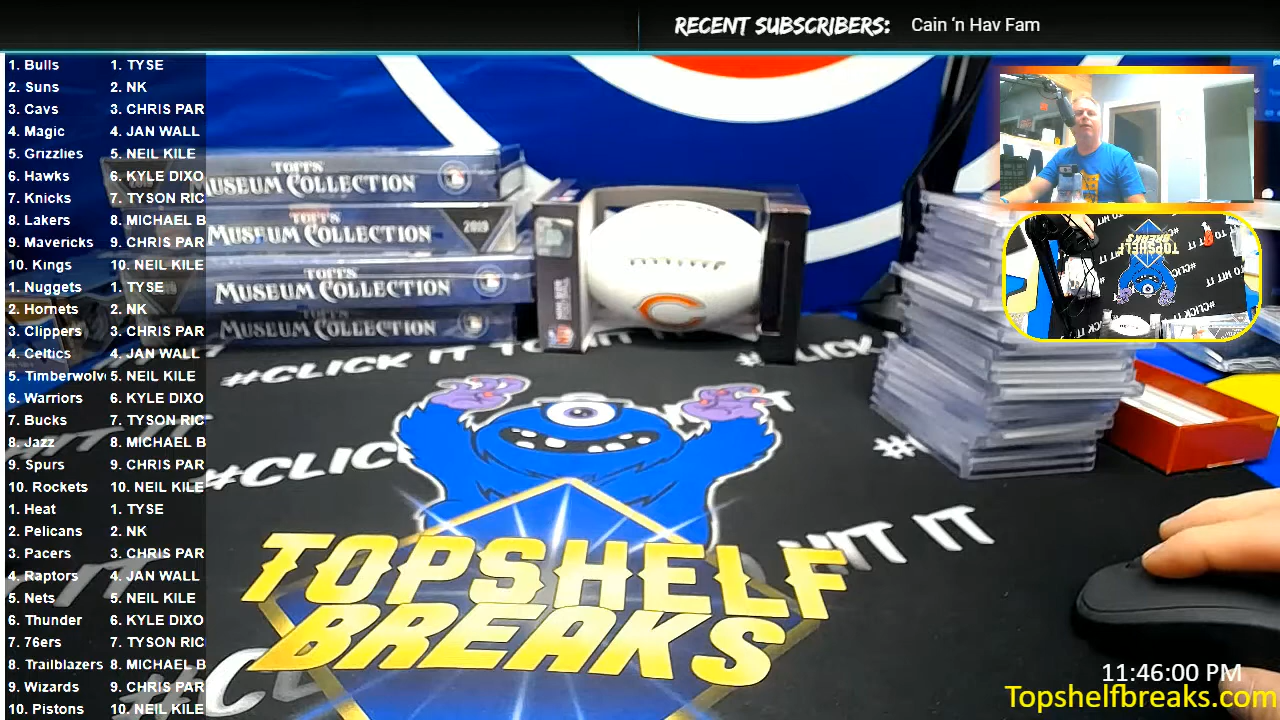 RECENT SUBSCRIBERS: Cain 'n Hav Fam
1. Bulls 1. TYSE
2. Suns 2. NK
3. Cavs 3. CHRIS PAR
4. Magic 4. JAN WALL
5. Grizzlies 5. NEIL KILE
6. Hawks 6. KYLE DIXO
7. Knicks 7. TYSON RIC
8. Lakers 8. MICHAEL B
9. Mavericks 9. CHRIS PAR
10. Kings 10. NEIL KILE
1. Nuggets 1. TYSE
2. Hornets 2. NK
3. Clippers 3. CHRIS PAR
4. Celtics 4. JAN WALL
5. Timberwolv 5. NEIL KILE
6. Warriors 6. KYLE DIXO
7. Bucks 7. TYSON RIC
8. Jazz 8. MICHAEL B
9. Spurs 9. CHRIS PAR
10. Rockets 10. NEIL KILE
1. Heat 1. TYSE
2. Pelicans 2. NK
3. Pacers 3. CHRIS PAR
4. Raptors 4. JAN WALL
5. Nets 5. NEIL KILE
6. Thunder 6. KYLE DIXO
7. 76ers 7. TYSON RIC
8. Trailblazers 8. MICHAEL B
9. Wizards 9. CHRIS PAR
10. Pistons 10. NEIL KILE
TOPPS
MUSEUM COLLECTION
TOPPS
MUSEUM COLLECTION
2019
TOPPS
MUSEUM COLLECTION
MUSEUM COLLECTION
#CLICK IT TO HIT IT
#CLICK
#CLIC
HIT IT
TOPSHELF
BREAKS
11:46:00 PM
Topshelfbreaks.com